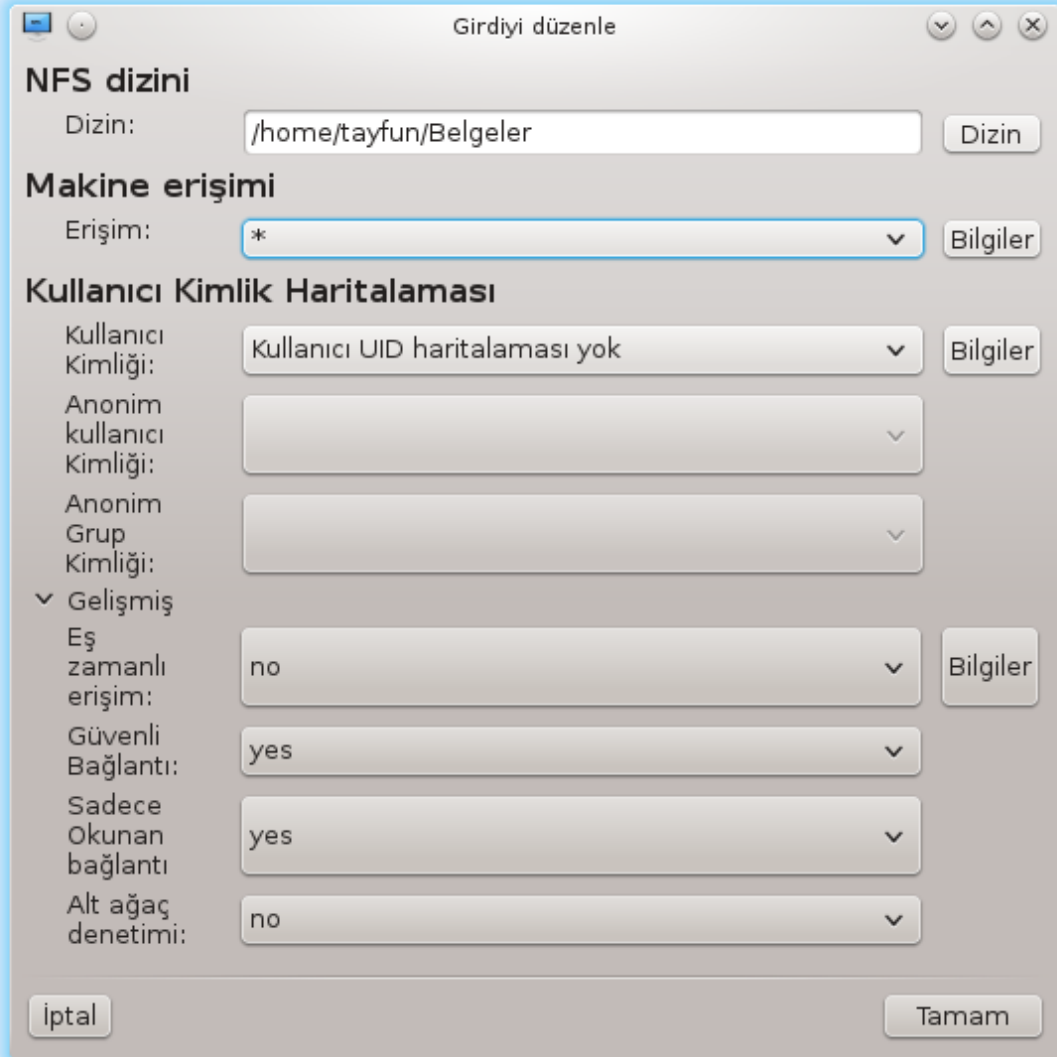 Girdiyi düzenle
NFS dizini
Dizin:
/home/tayfun/Belgeler
Dizin
Makine erişimi
Erişim:
*
Bilgiler
Kullanıcı Kimlik Haritalaması
Kullanıcı
Kimliği:
Kullanıcı UID haritalaması yok
Bilgiler
Anonim
kullanıcı
Kimliği:
Anonim
Grup
Kimliği:
Gelişmiş
Eş
zamanlı
erişim:
no
Bilgiler
Güvenli
Bağlantı:
yes
Sadece
Okunan
bağlantı
yes
Alt ağaç
denetimi:
no
İptal
Tamam